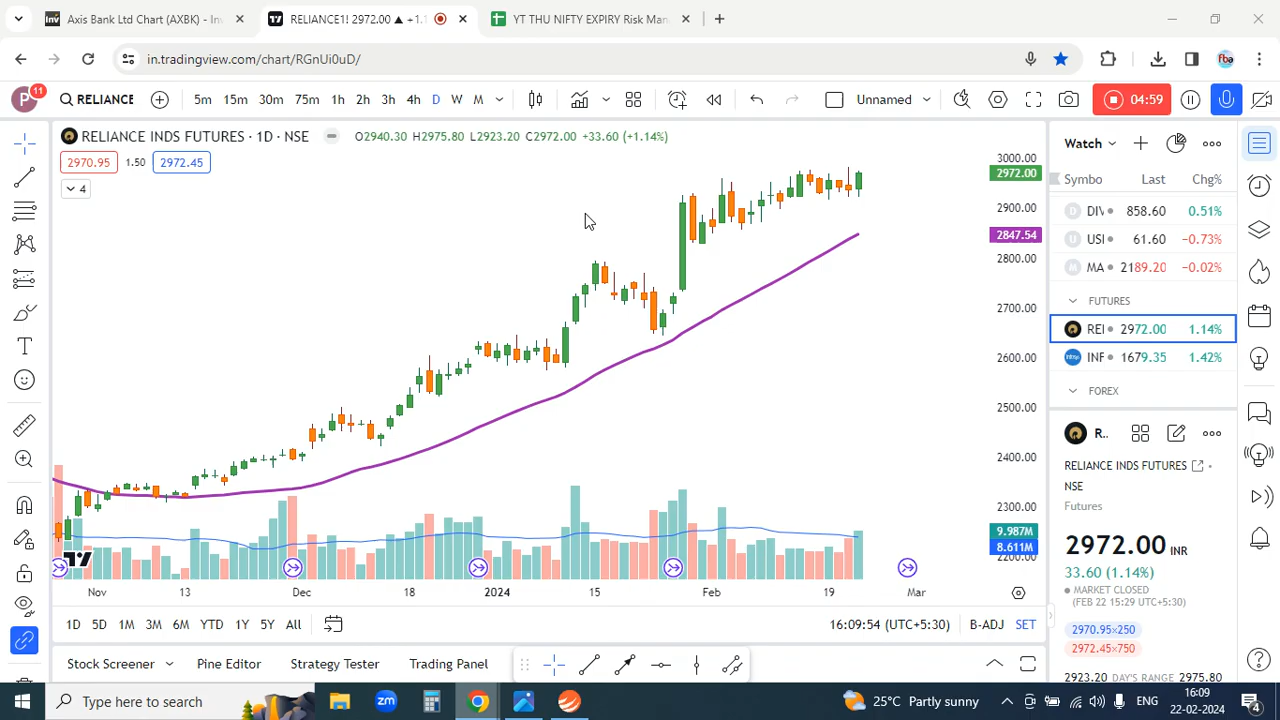 Axis Bank Ltd Chart (AXBK) - Inv
RELIANCE1! 2972.00 ▲ +1.1
YT THU NIFTY EXPIRY Risk Man
in.tradingview.com/chart/RGnUi0uD/
P 11 RELIANCE 5m 15m 30m 75m 1h 2h 3h 4h D W M Unnamed 04:59
RELIANCE INDS FUTURES · 1D · NSE O2940.30 H2975.80 L2923.20 C2972.00 +33.60 (+1.14%)
2970.95 1.50 2972.45
4
3000.00
2972.00
2900.00
2847.54
2800.00
2700.00
2600.00
2500.00
2400.00
2300.00
9.987M
8.611M
2200.00
Nov 13 Dec 18 2024 15 Feb 19 Mar
1D 5D 1M 3M 6M YTD 1Y 5Y All 16:09:54 (UTC+5:30) B-ADJ SET
Stock Screener Pine Editor Strategy Tester Trading Panel
Watch
Symbo Last Chg%
DIV 858.60 0.51%
USI 61.60 −0.73%
MA 2189.20 −0.02%
FUTURES
REI 2972.00 1.14%
INF 1679.35 1.42%
FOREX
R..
RELIANCE INDS FUTURES
NSE
Futures
2972.00 INR
33.60 (1.14%)
MARKET CLOSED
(FEB 22 15:29 UTC+5:30)
2970.95×250
2972.45×750
2923.20 DAY'S RANGE 2975.80
Type here to search
zm
25°C Partly sunny
ENG
16:09
22-02-2024
4